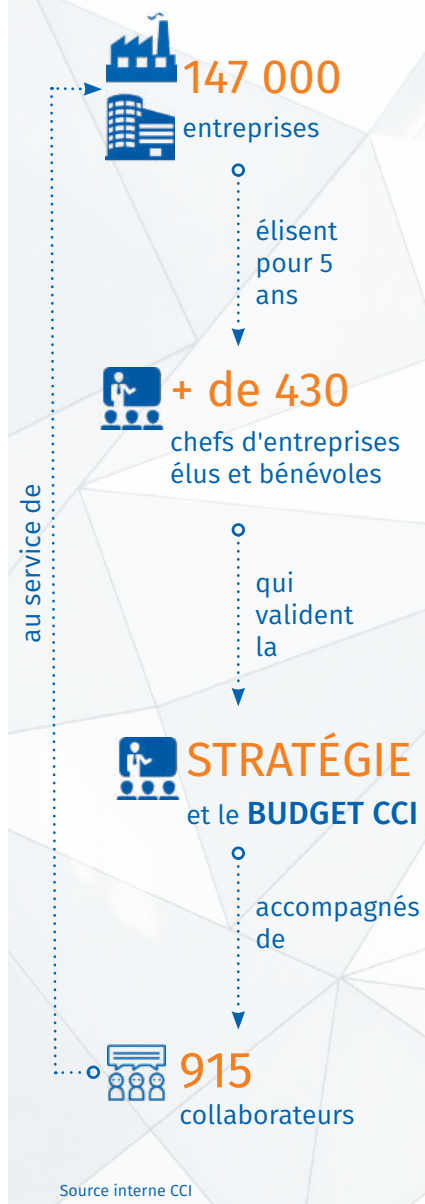 147 000
entreprises
élisent
pour 5
ans
+ de 430
chefs d'entreprises
élus et bénévoles
qui
valident
la
STRATÉGIE
et le BUDGET CCI
accompagnés
de
915
collaborateurs
au service de
Source interne CCI